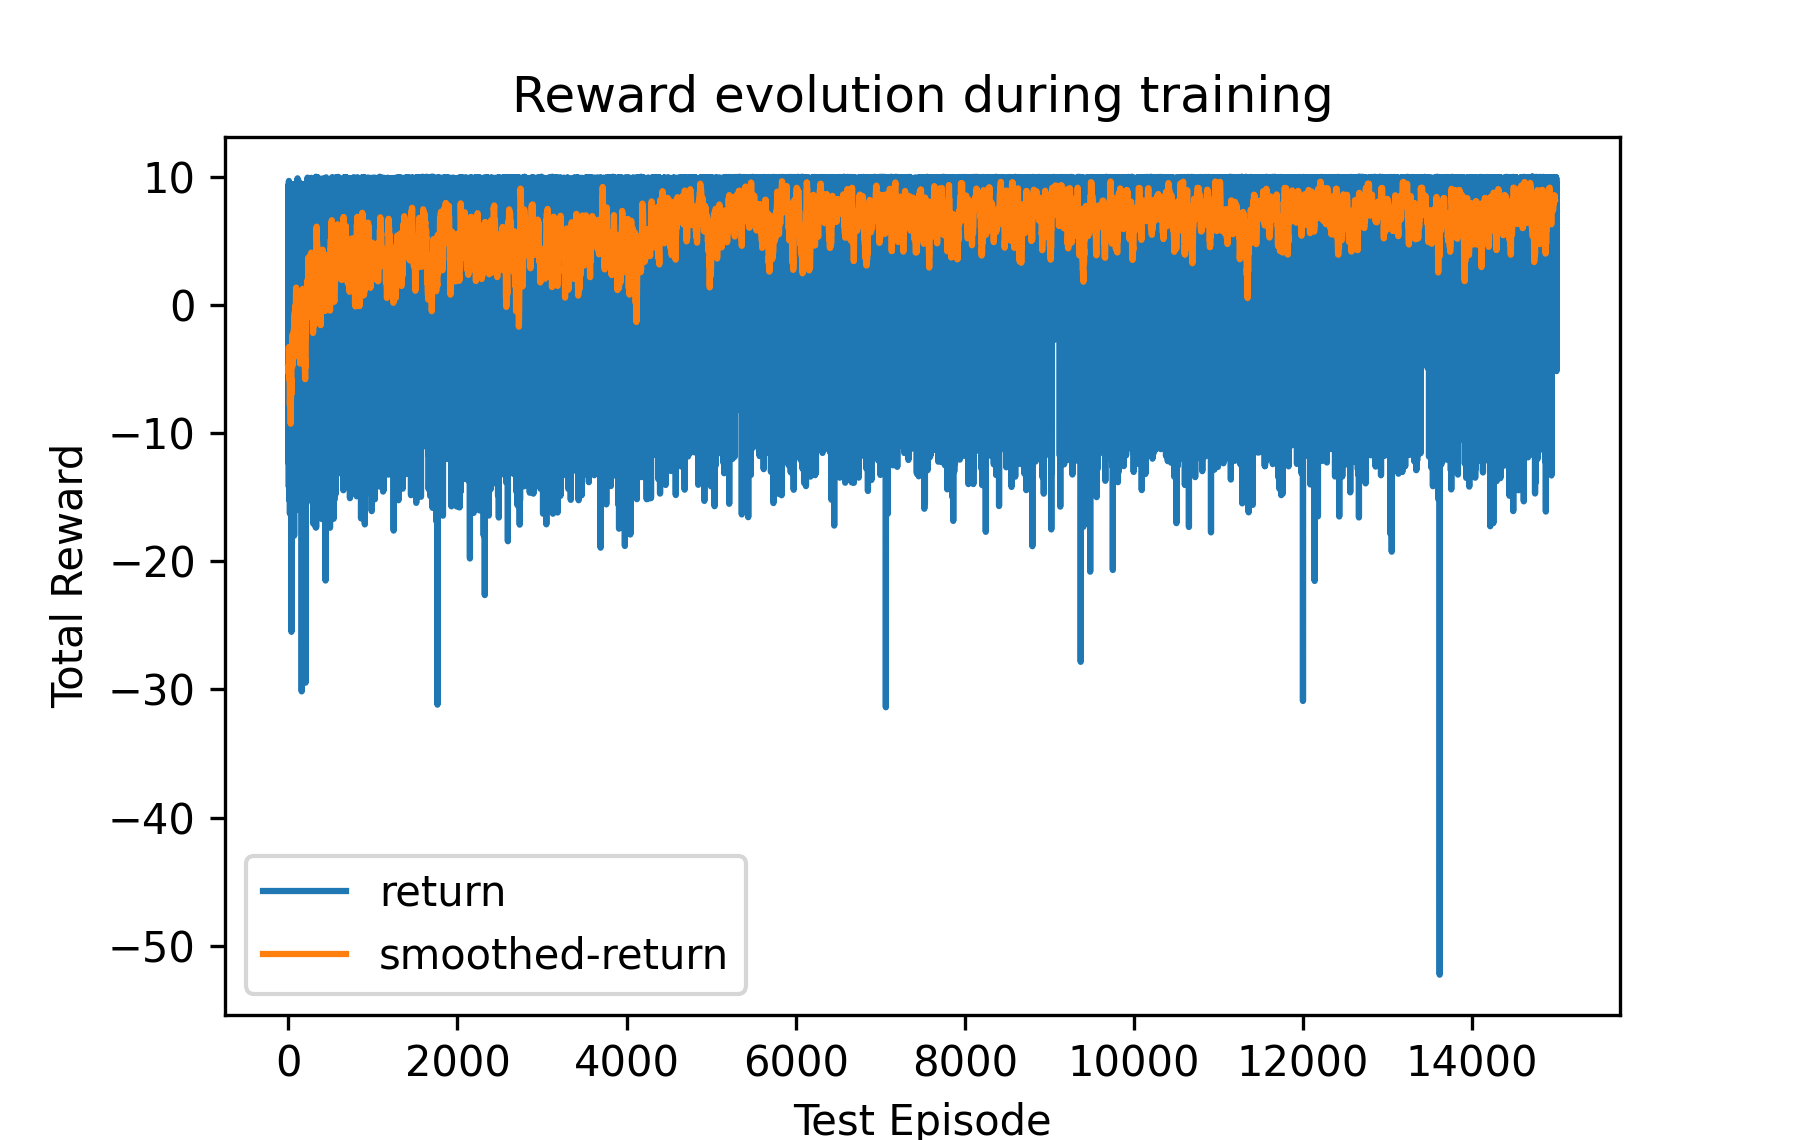 Reward evolution during training
10
0
−10
−20
−30
−40
−50
Total Reward
return
smoothed-return
0 2000 4000 6000 8000 10000 12000 14000
Test Episode